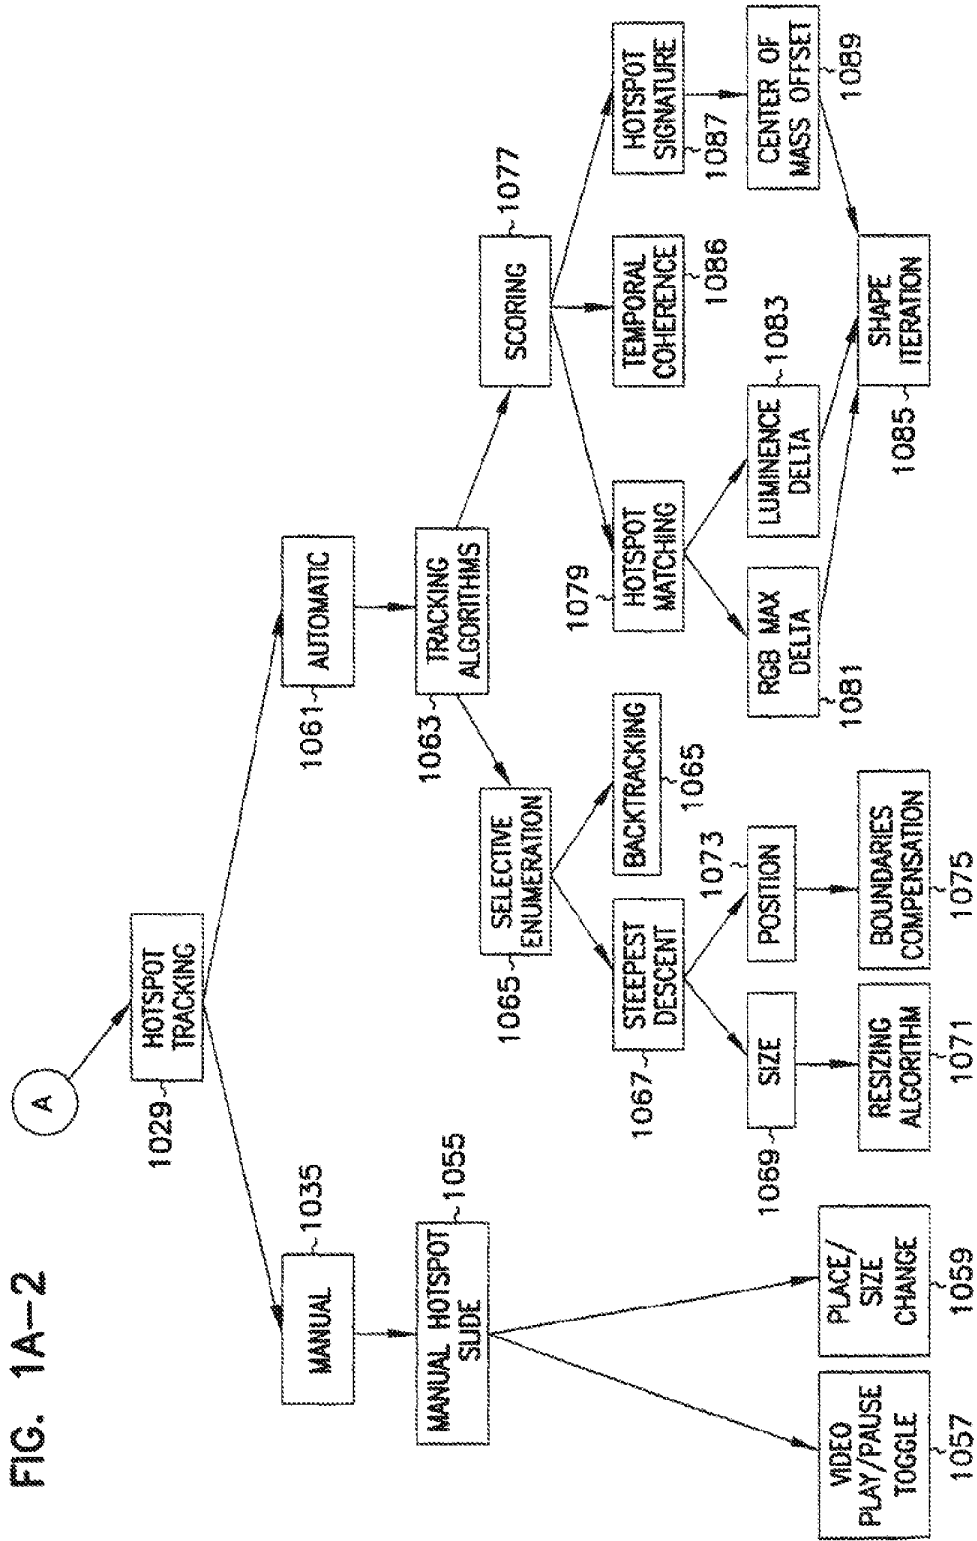 FIG. 1A-2
A
HOTSPOT
TRACKING
1029
MANUAL
1035
AUTOMATIC
1061
MANUAL HOTSPOT
SLIDE
1055
TRACKING
ALGORITHMS
1063
SELECTIVE
ENUMERATION
1065
SCORING
1077
STEEPEST
DESCENT
1067
BACKTRACKING
1065
HOTSPOT
MATCHING
1079
TEMPORAL
COHERENCE
1086
HOTSPOT
SIGNATURE
1087
SIZE
1069
POSITION
1073
RGB MAX
DELTA
1081
LUMINENCE
DELTA
1083
CENTER OF
MASS OFFSET
1089
VIDEO
PLAY/PAUSE
TOGGLE
1057
PLACE/
SIZE
CHANGE
1059
RESIZING
ALGORITHM
1071
BOUNDARIES
COMPENSATION
1075
SHAPE
ITERATION
1085